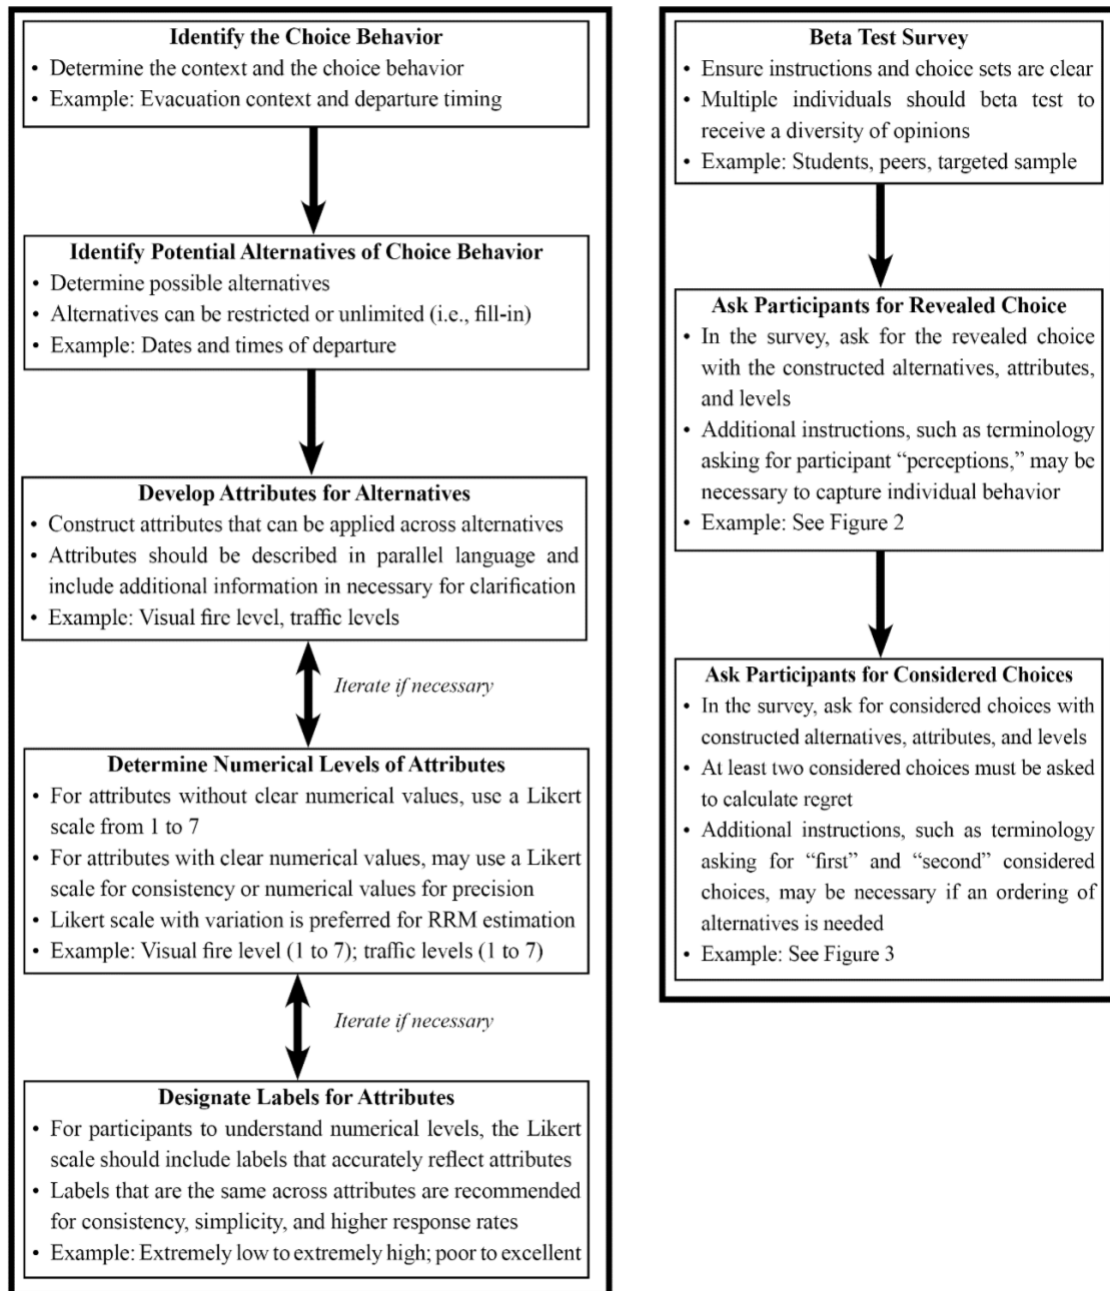 Identify the Choice Behavior
• Determine the context and the choice behavior
• Example: Evacuation context and departure timing
Identify Potential Alternatives of Choice Behavior
• Determine possible alternatives
• Alternatives can be restricted or unlimited (i.e., fill-in)
• Example: Dates and times of departure
Develop Attributes for Alternatives
• Construct attributes that can be applied across alternatives
• Attributes should be described in parallel language and
include additional information in necessary for clarification
• Example: Visual fire level, traffic levels
Iterate if necessary
Determine Numerical Levels of Attributes
• For attributes without clear numerical values, use a Likert
scale from 1 to 7
• For attributes with clear numerical values, may use a Likert
scale for consistency or numerical values for precision
• Likert scale with variation is preferred for RRM estimation
• Example: Visual fire level (1 to 7); traffic levels (1 to 7)
Iterate if necessary
Designate Labels for Attributes
• For participants to understand numerical levels, the Likert
scale should include labels that accurately reflect attributes
• Labels that are the same across attributes are recommended
for consistency, simplicity, and higher response rates
• Example: Extremely low to extremely high; poor to excellent
Beta Test Survey
• Ensure instructions and choice sets are clear
• Multiple individuals should beta test to
receive a diversity of opinions
• Example: Students, peers, targeted sample
Ask Participants for Revealed Choice
• In the survey, ask for the revealed choice
with the constructed alternatives, attributes,
and levels
• Additional instructions, such as terminology
asking for participant “perceptions,” may be
necessary to capture individual behavior
• Example: See Figure 2
Ask Participants for Considered Choices
• In the survey, ask for considered choices with
constructed alternatives, attributes, and levels
• At least two considered choices must be asked
to calculate regret
• Additional instructions, such as terminology
asking for “first” and “second” considered
choices, may be necessary if an ordering of
alternatives is needed
• Example: See Figure 3